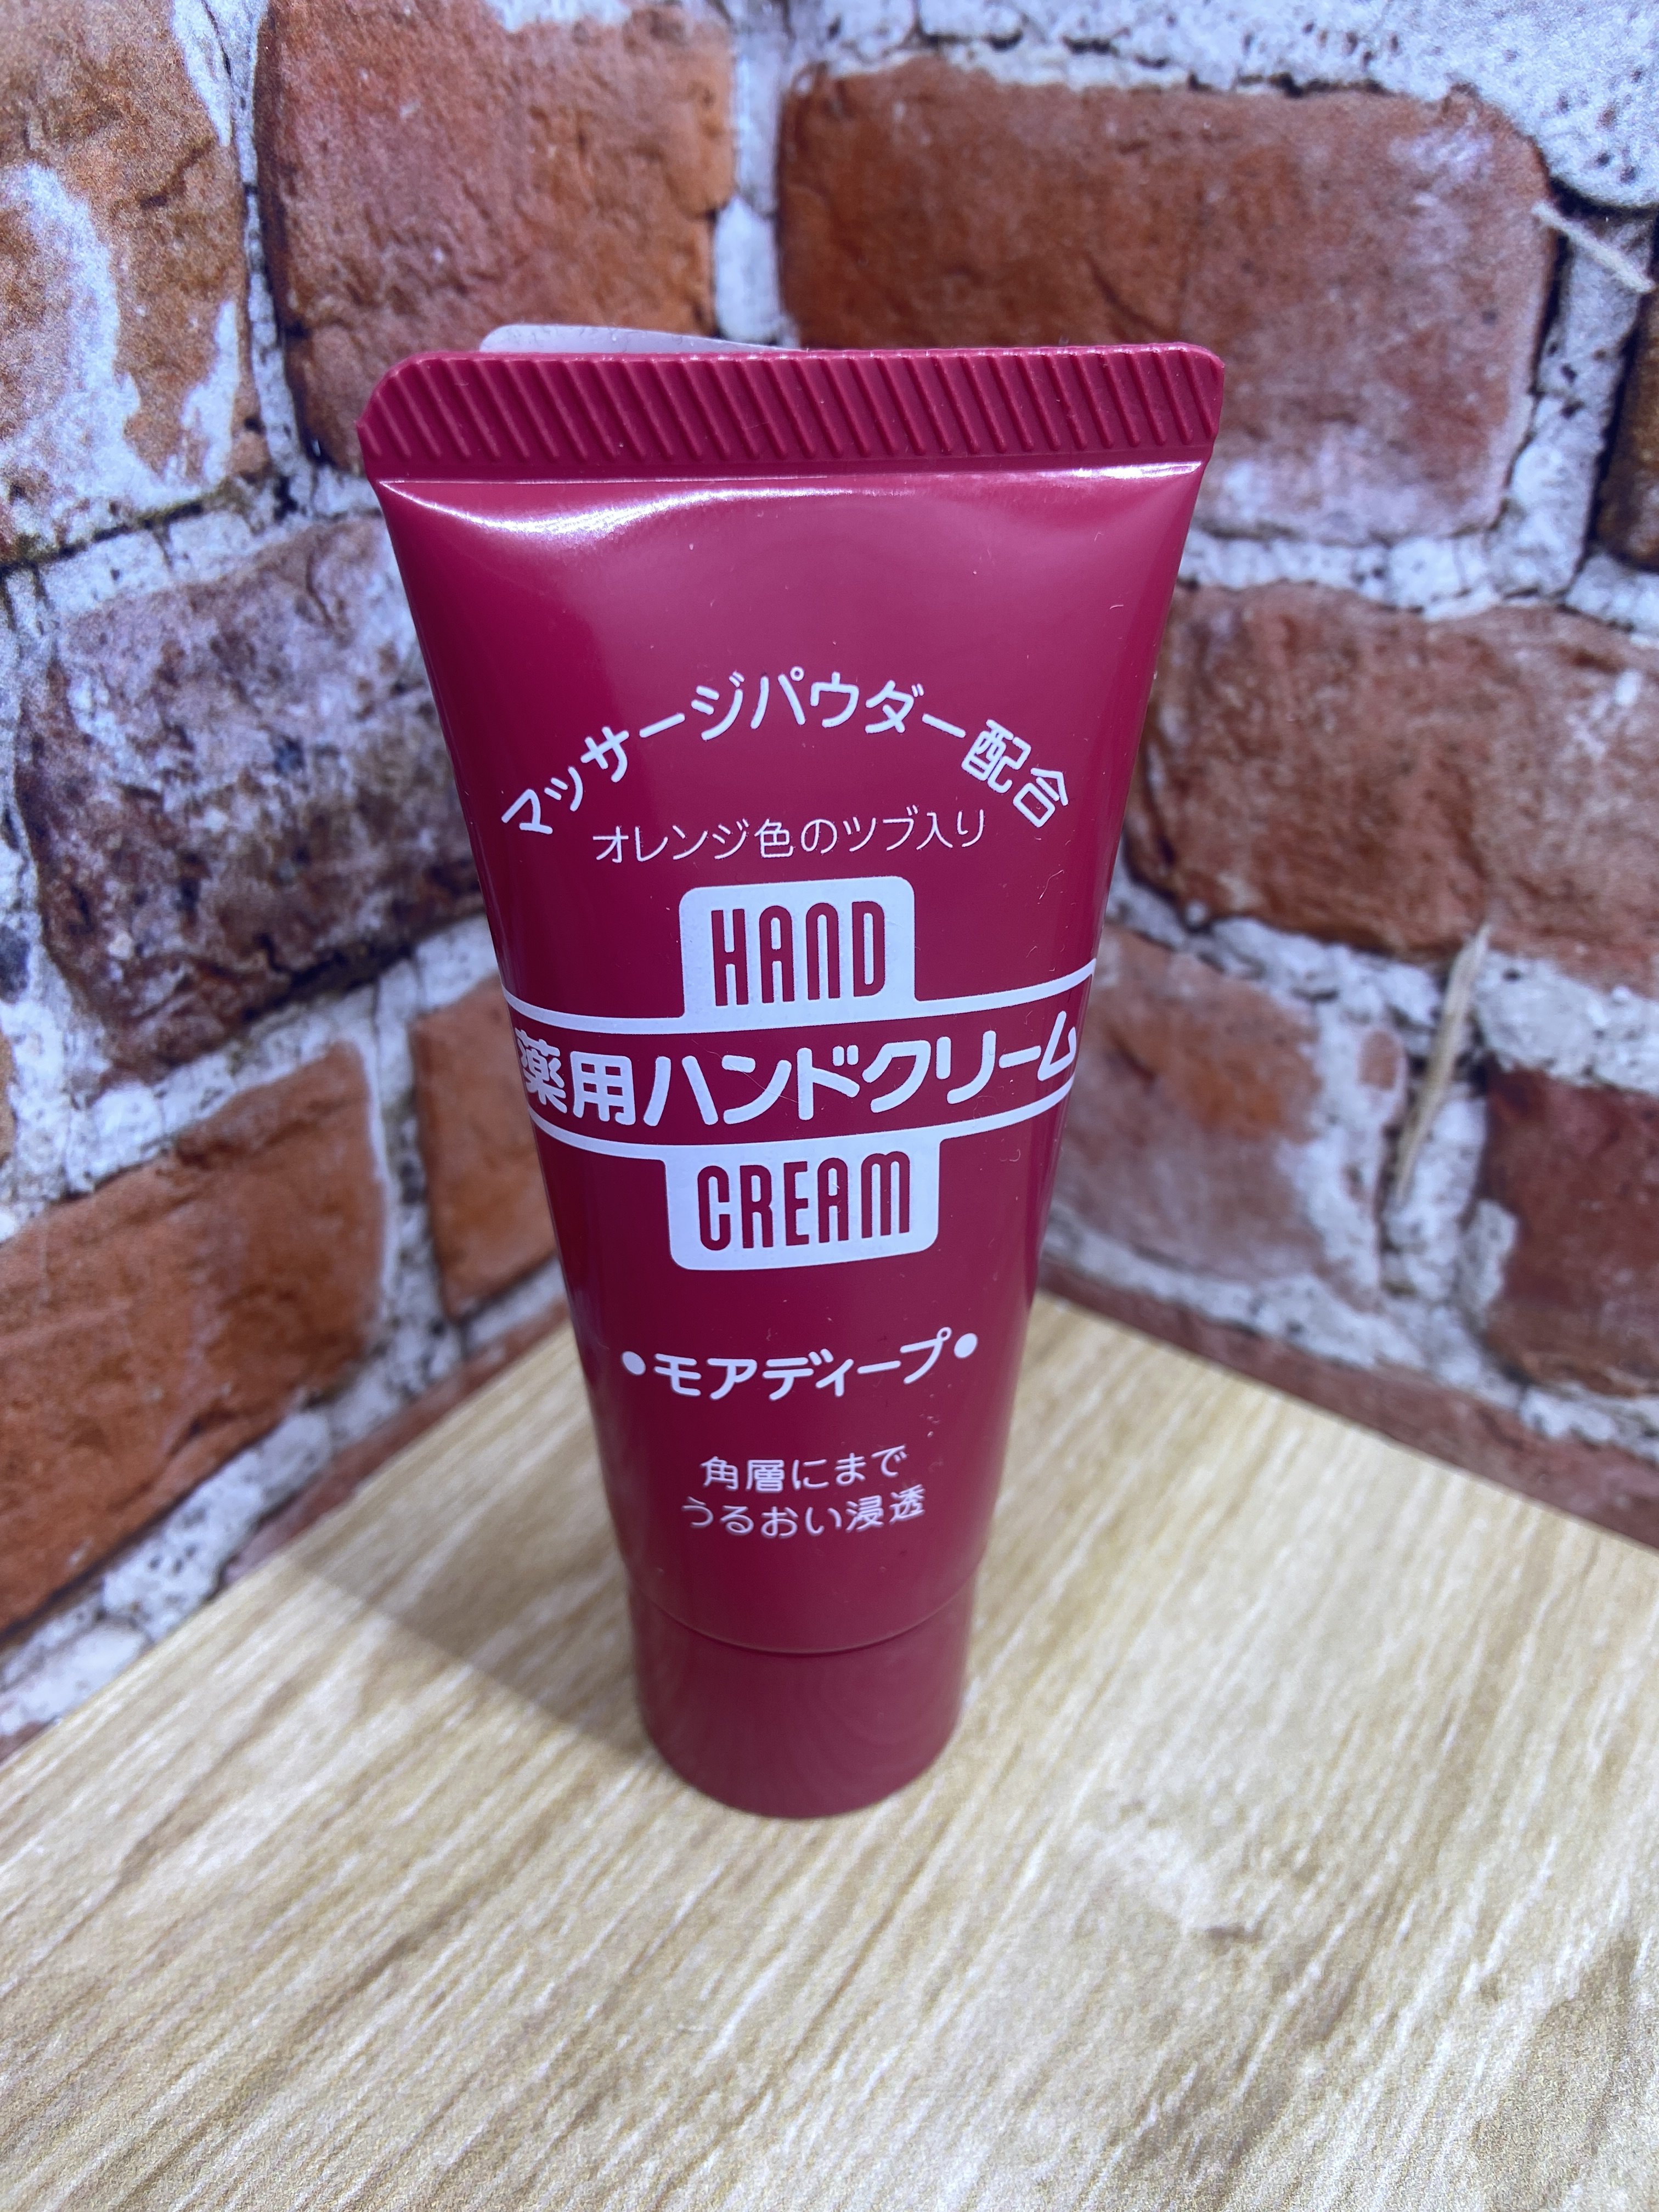 マッサージパウダー配合
オレンジ色のツブ入り
HAND
薬用ハンドクリーム
CREAM
•モアディープ•
角層にまで
うるおい浸透